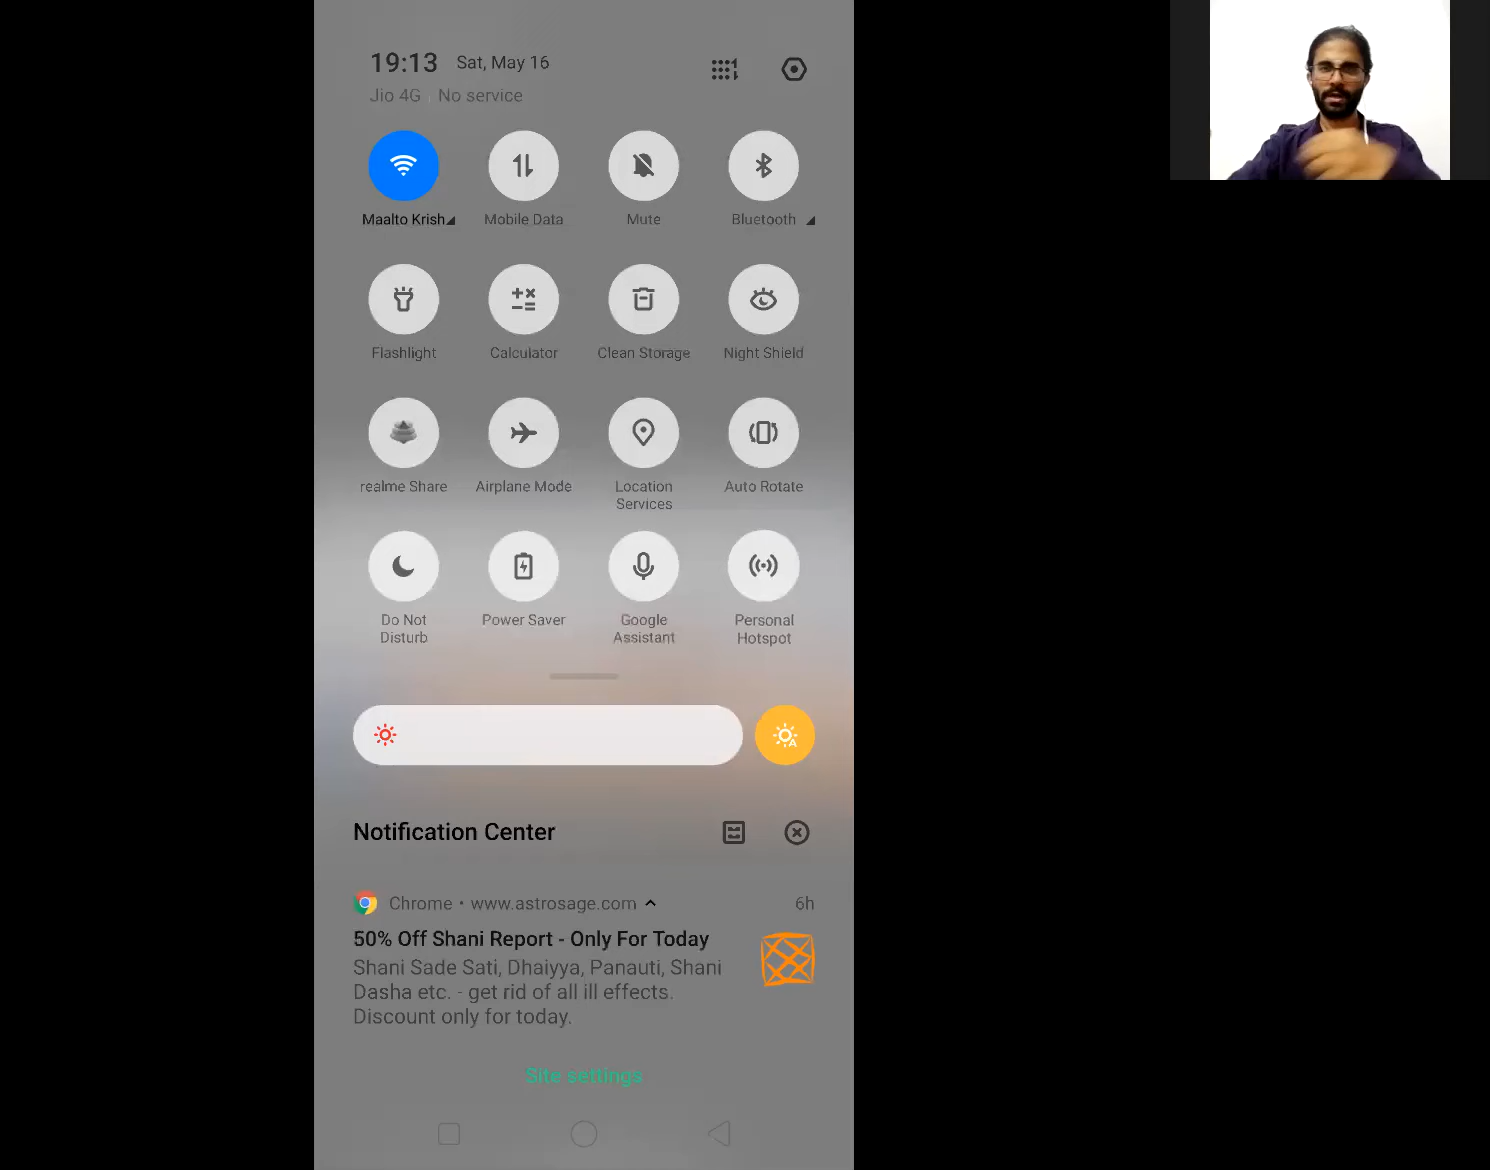 19:13 Sat, May 16
Jio 4G | No service
Maalto Krish Mobile Data Mute Bluetooth
Flashlight Calculator Clean Storage Night Shield
realme Share Airplane Mode Location Services Auto Rotate
Do Not Disturb Power Saver Google Assistant Personal Hotspot
Notification Center
Chrome • www.astrosage.com 6h
50% Off Shani Report - Only For Today
Shani Sade Sati, Dhaiyya, Panauti, Shani
Dasha etc. - get rid of all ill effects.
Discount only for today.
Site settings